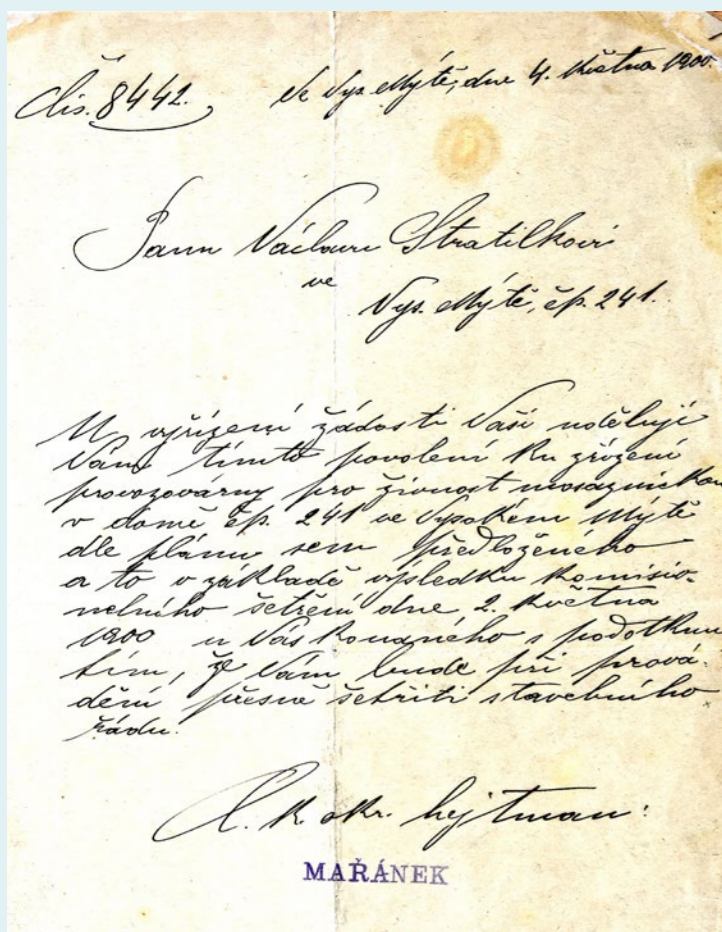 Čís. 8442.
Ve Vys. Mýtě, dne 4. května 1900.
Panu Václavu Stratílkovi
ve
Vys. Mýtě, čp. 241.
U vyřízení žádosti Vaší uděluji
Vám tímto povolení ku zřízení
provozovárny pro živnost mosaznickou
v domě čp. 241 ve Vysokém Mýtě
dle plánu sem předloženého
a to v základě výsledku komisio-
nelního šetření dne 2. května
1900 u Vás konaného s podotknu
tím, že Vám bude při prová-
dění přesně šetřiti stavebního
řádu.
C. k. okr. hejtman:
MAŘÁNEK